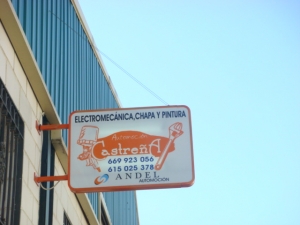 ELECTROMECÁNICA, CHAPA Y PINTURA
CastreñA
669 923 056
615 025 378
ANDEL
AUTOMOCIÓN